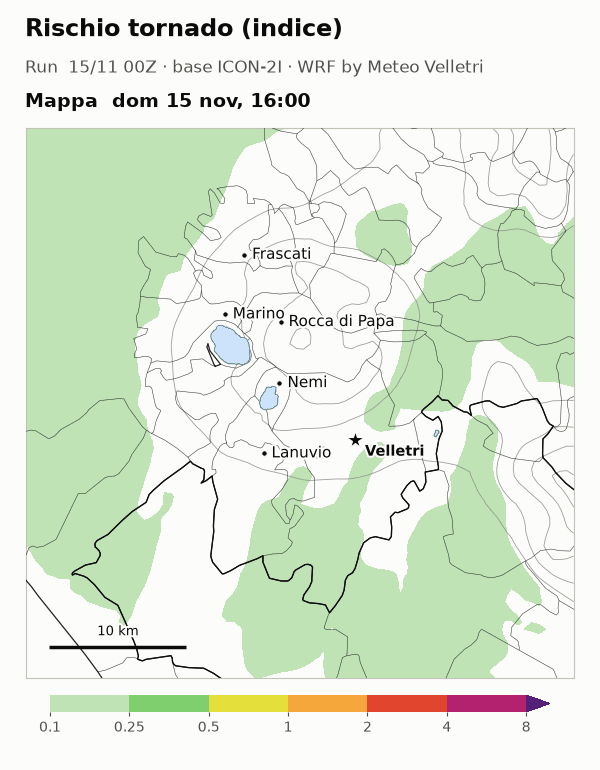 Rischio tornado (indice)
Run  15/11 00Z · base ICON-2I · WRF by Meteo Velletri
Mappa  dom 15 nov, 16:00
Frascati
Marino
Rocca di Papa
Nemi
Velletri
Lanuvio
10 km
0.1 0.25 0.5 1 2 4 8